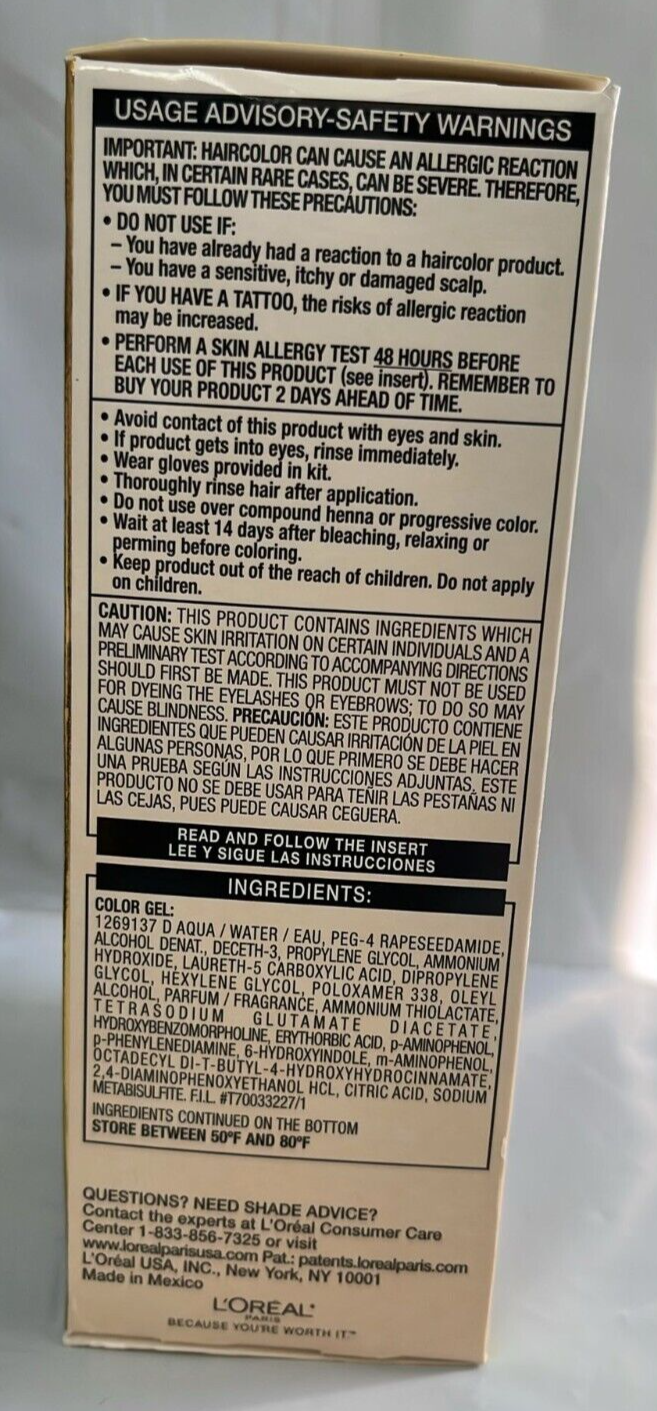 USAGE ADVISORY-SAFETY WARNINGS
IMPORTANT: HAIRCOLOR CAN CAUSE AN ALLERGIC REACTION
WHICH, IN CERTAIN RARE CASES, CAN BE SEVERE. THEREFORE,
YOU MUST FOLLOW THESE PRECAUTIONS:
• DO NOT USE IF:
– You have already had a reaction to a haircolor product.
– You have a sensitive, itchy or damaged scalp.
• IF YOU HAVE A TATTOO, the risks of allergic reaction
may be increased.
• PERFORM A SKIN ALLERGY TEST 48 HOURS BEFORE
EACH USE OF THIS PRODUCT (see insert). REMEMBER TO
BUY YOUR PRODUCT 2 DAYS AHEAD OF TIME.
• Avoid contact of this product with eyes and skin.
• If product gets into eyes, rinse immediately.
• Wear gloves provided in kit.
• Thoroughly rinse hair after application.
• Do not use over compound henna or progressive color.
• Wait at least 14 days after bleaching, relaxing or
perming before coloring.
• Keep product out of the reach of children. Do not apply
on children.
CAUTION: THIS PRODUCT CONTAINS INGREDIENTS WHICH
MAY CAUSE SKIN IRRITATION ON CERTAIN INDIVIDUALS AND A
PRELIMINARY TEST ACCORDING TO ACCOMPANYING DIRECTIONS
SHOULD FIRST BE MADE. THIS PRODUCT MUST NOT BE USED
FOR DYEING THE EYELASHES OR EYEBROWS; TO DO SO MAY
CAUSE BLINDNESS. PRECAUCIÓN: ESTE PRODUCTO CONTIENE
INGREDIENTES QUE PUEDEN CAUSAR IRRITACIÓN DE LA PIEL EN
ALGUNAS PERSONAS, POR LO QUE PRIMERO SE DEBE HACER
UNA PRUEBA SEGÚN LAS INSTRUCCIONES ADJUNTAS. ESTE
PRODUCTO NO SE DEBE USAR PARA TEÑIR LAS PESTAÑAS NI
LAS CEJAS, PUES PUEDE CAUSAR CEGUERA.
READ AND FOLLOW THE INSERT
LEE Y SIGUE LAS INSTRUCCIONES
INGREDIENTS:
COLOR GEL:
1269137 D AQUA / WATER / EAU, PEG-4 RAPESEEDAMIDE,
ALCOHOL DENAT., DECETH-3, PROPYLENE GLYCOL, AMMONIUM
HYDROXIDE, LAURETH-5 CARBOXYLIC ACID, DIPROPYLENE
GLYCOL, HEXYLENE GLYCOL, POLOXAMER 338, OLEYL
ALCOHOL, PARFUM / FRAGRANCE, AMMONIUM THIOLACTATE,
TETRASODIUM GLUTAMATE DIACETATE,
HYDROXYBENZOMORPHOLINE, ERYTHORBIC ACID, p-AMINOPHENOL,
p-PHENYLENEDIAMINE, 6-HYDROXYINDOLE, m-AMINOPHENOL,
OCTADECYL DI-T-BUTYL-4-HYDROXYHYDROCINNAMATE,
2,4-DIAMINOPHENOXYETHANOL HCL, CITRIC ACID, SODIUM
METABISULFITE. F.I.L. #T70033227/1
INGREDIENTS CONTINUED ON THE BOTTOM
STORE BETWEEN 50ºF AND 80ºF
QUESTIONS? NEED SHADE ADVICE?
Contact the experts at L'Oréal Consumer Care
Center 1-833-856-7325 or visit
www.lorealparisusa.com Pat.: patents.lorealparis.com
L'Oréal USA, INC., New York, NY 10001
Made in Mexico
L'ORÉAL
PARIS
BECAUSE YOU'RE WORTH IT™